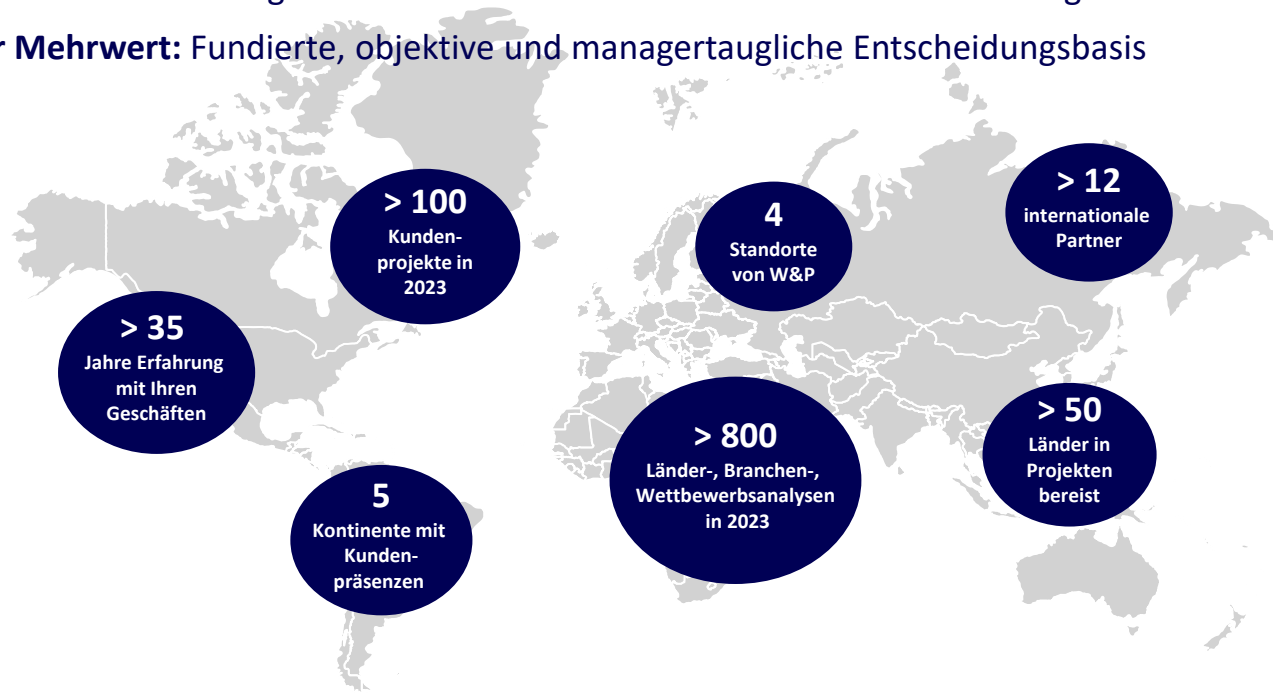 r Mehrwert: Fundierte, objektive und managertaugliche Entscheidungsbasis
> 100
Kunden-
projekte in
2023
4
Standorte
von W&P
> 12
internationale
Partner
> 35
Jahre Erfahrung
mit Ihren
Geschäften
> 800
Länder-, Branchen-,
Wettbewerbsanalysen
in 2023
> 50
Länder in
Projekten
bereist
5
Kontinente mit
Kunden-
präsenzen